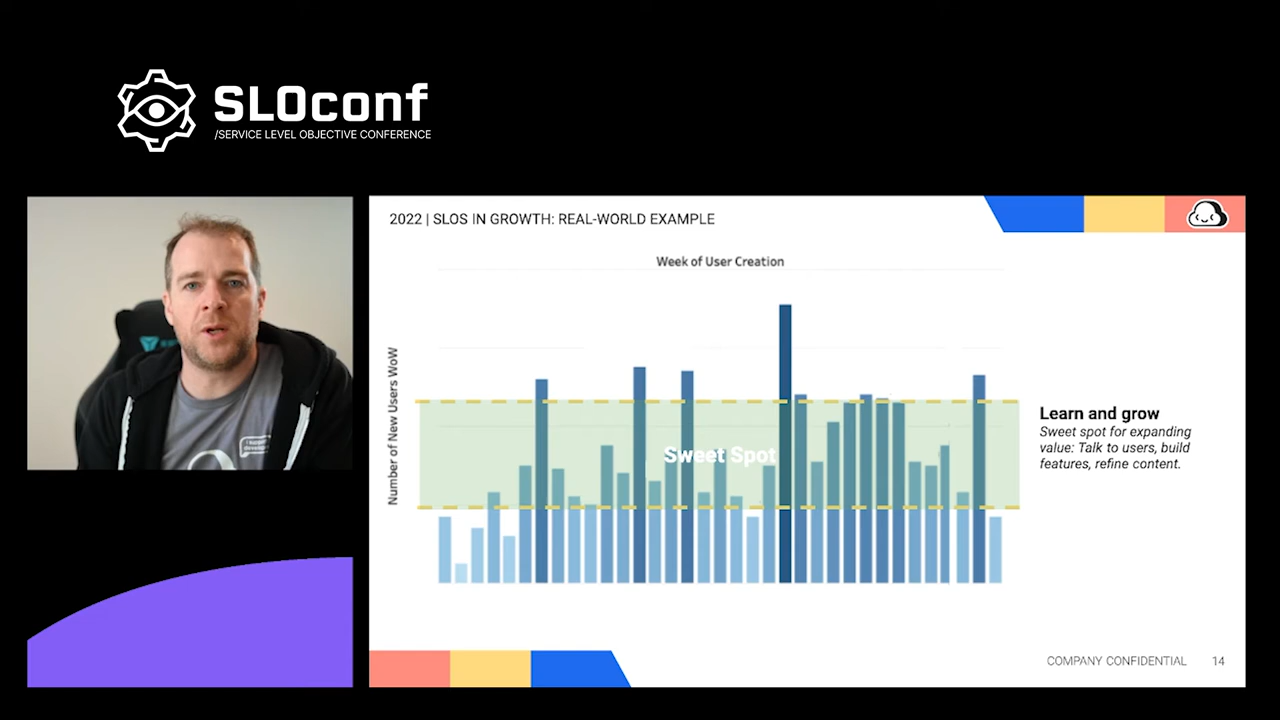 SLOconf
/SERVICE LEVEL OBJECTIVE CONFERENCE
2022 | SLOS IN GROWTH: REAL-WORLD EXAMPLE
Week of User Creation
Number of New Users WoW
Sweet Spot
Learn and grow
Sweet spot for expanding
value: Talk to users, build
features, refine content.
COMPANY CONFIDENTIAL 14